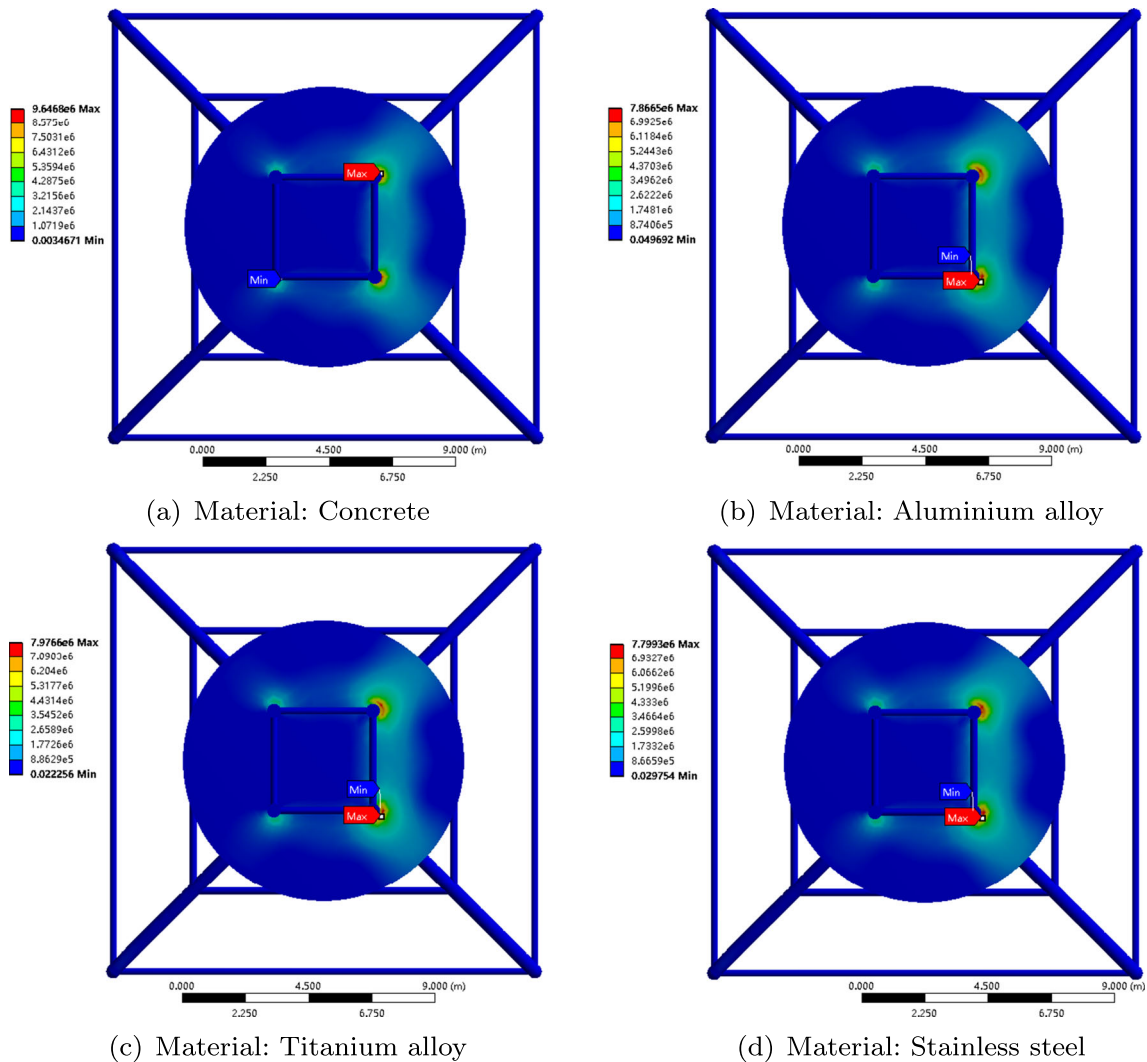 9.6468e6 Max
8.575e6
7.5031e6
6.4312e6
5.3594e6
4.2875e6
3.2156e6
2.1437e6
1.0719e6
0.0034671 Min
Max
Min
0.000 4.500 9.000 (m)
2.250 6.750
(a) Material: Concrete
7.8665e6 Max
6.9925e6
6.1184e6
5.2443e6
4.3703e6
3.4962e6
2.6222e6
1.7481e6
8.7406e5
0.049692 Min
Min
Max
0.000 4.500 9.000 (m)
2.250 6.750
(b) Material: Aluminium alloy
7.9766e6 Max
7.0903e6
6.204e6
5.3177e6
4.4314e6
3.5452e6
2.6589e6
1.7726e6
8.8629e5
0.022256 Min
Min
Max
0.000 4.500 9.000 (m)
2.250 6.750
(c) Material: Titanium alloy
7.7993e6 Max
6.9327e6
6.0662e6
5.1996e6
4.333e6
3.4664e6
2.5998e6
1.7332e6
8.6659e5
0.029754 Min
Min
Max
0.000 4.500 9.000 (m)
2.250 6.750
(d) Material: Stainless steel